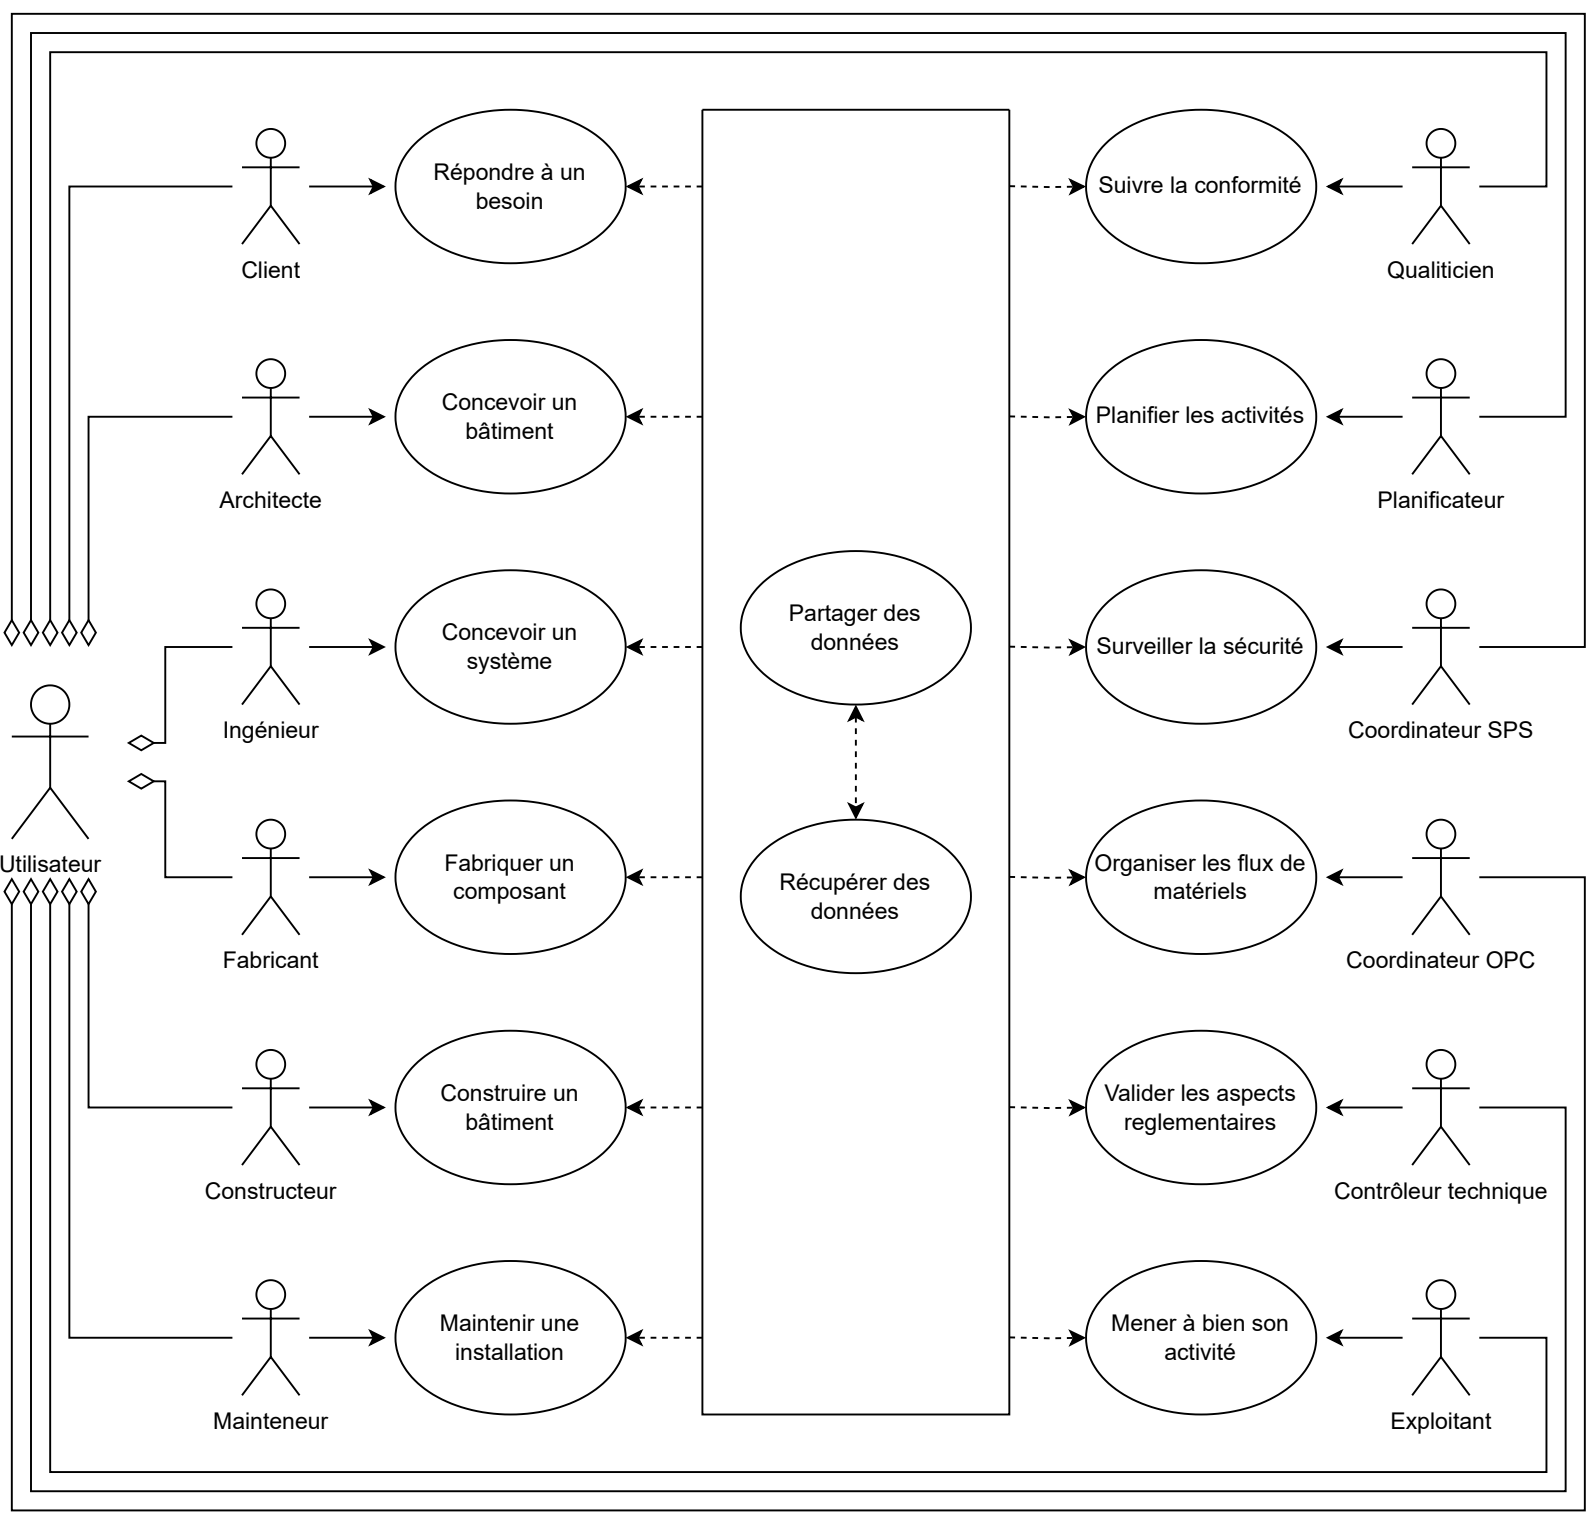 Répondre à un
besoin
Suivre la conformité
Client
Qualiticien
Concevoir un
bâtiment
Planifier les activités
Architecte
Planificateur
Concevoir un
système
Partager des
données
Surveiller la sécurité
Ingénieur
Coordinateur SPS
Utilisateur
Fabriquer un
composant
Récupérer des
données
Organiser les flux de
matériels
Fabricant
Coordinateur OPC
Construire un
bâtiment
Valider les aspects
reglementaires
Constructeur
Contrôleur technique
Maintenir une
installation
Mener à bien son
activité
Mainteneur
Exploitant